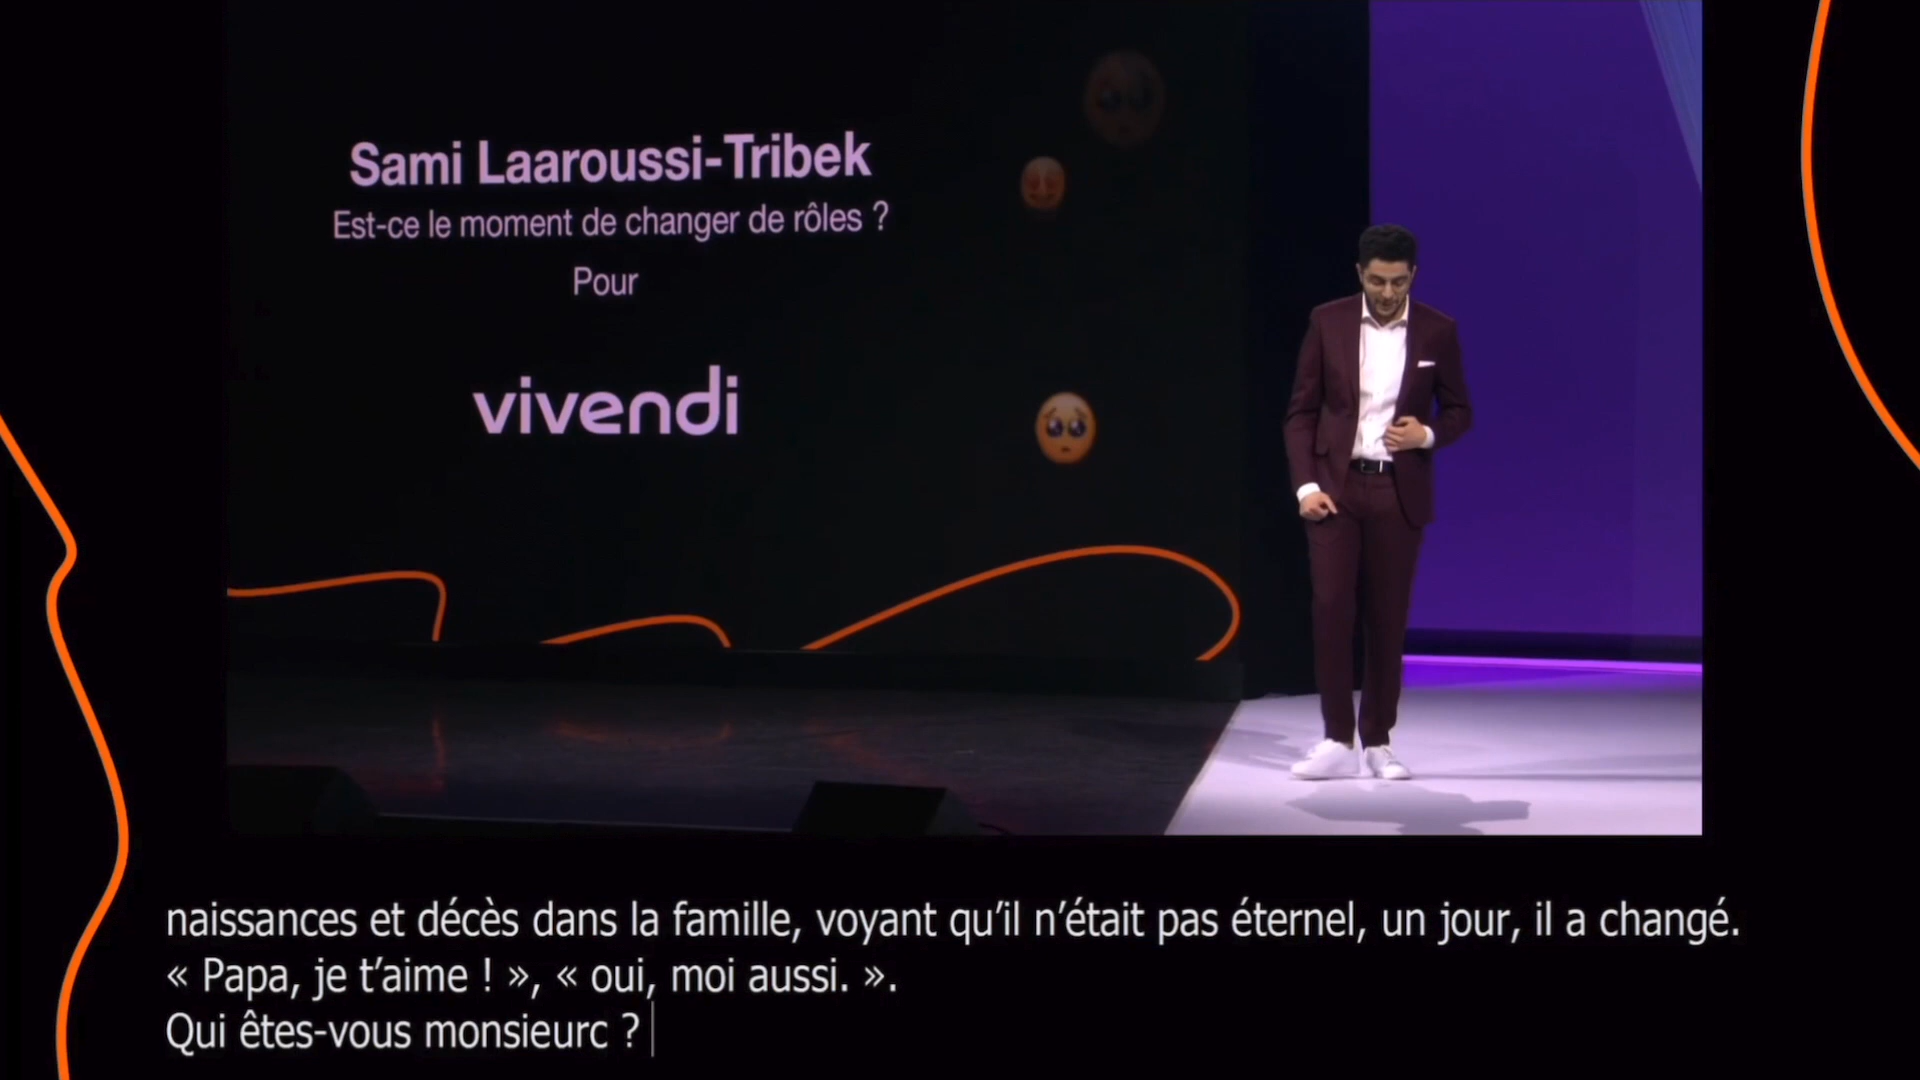 Sami Laaroussi-Tribek
Est-ce le moment de changer de rôles ?
Pour
vivendi
naissances et décès dans la famille, voyant qu’il n’était pas éternel, un jour, il a changé.
« Papa, je t’aime ! », « oui, moi aussi. ».
Qui êtes-vous monsieurc ?